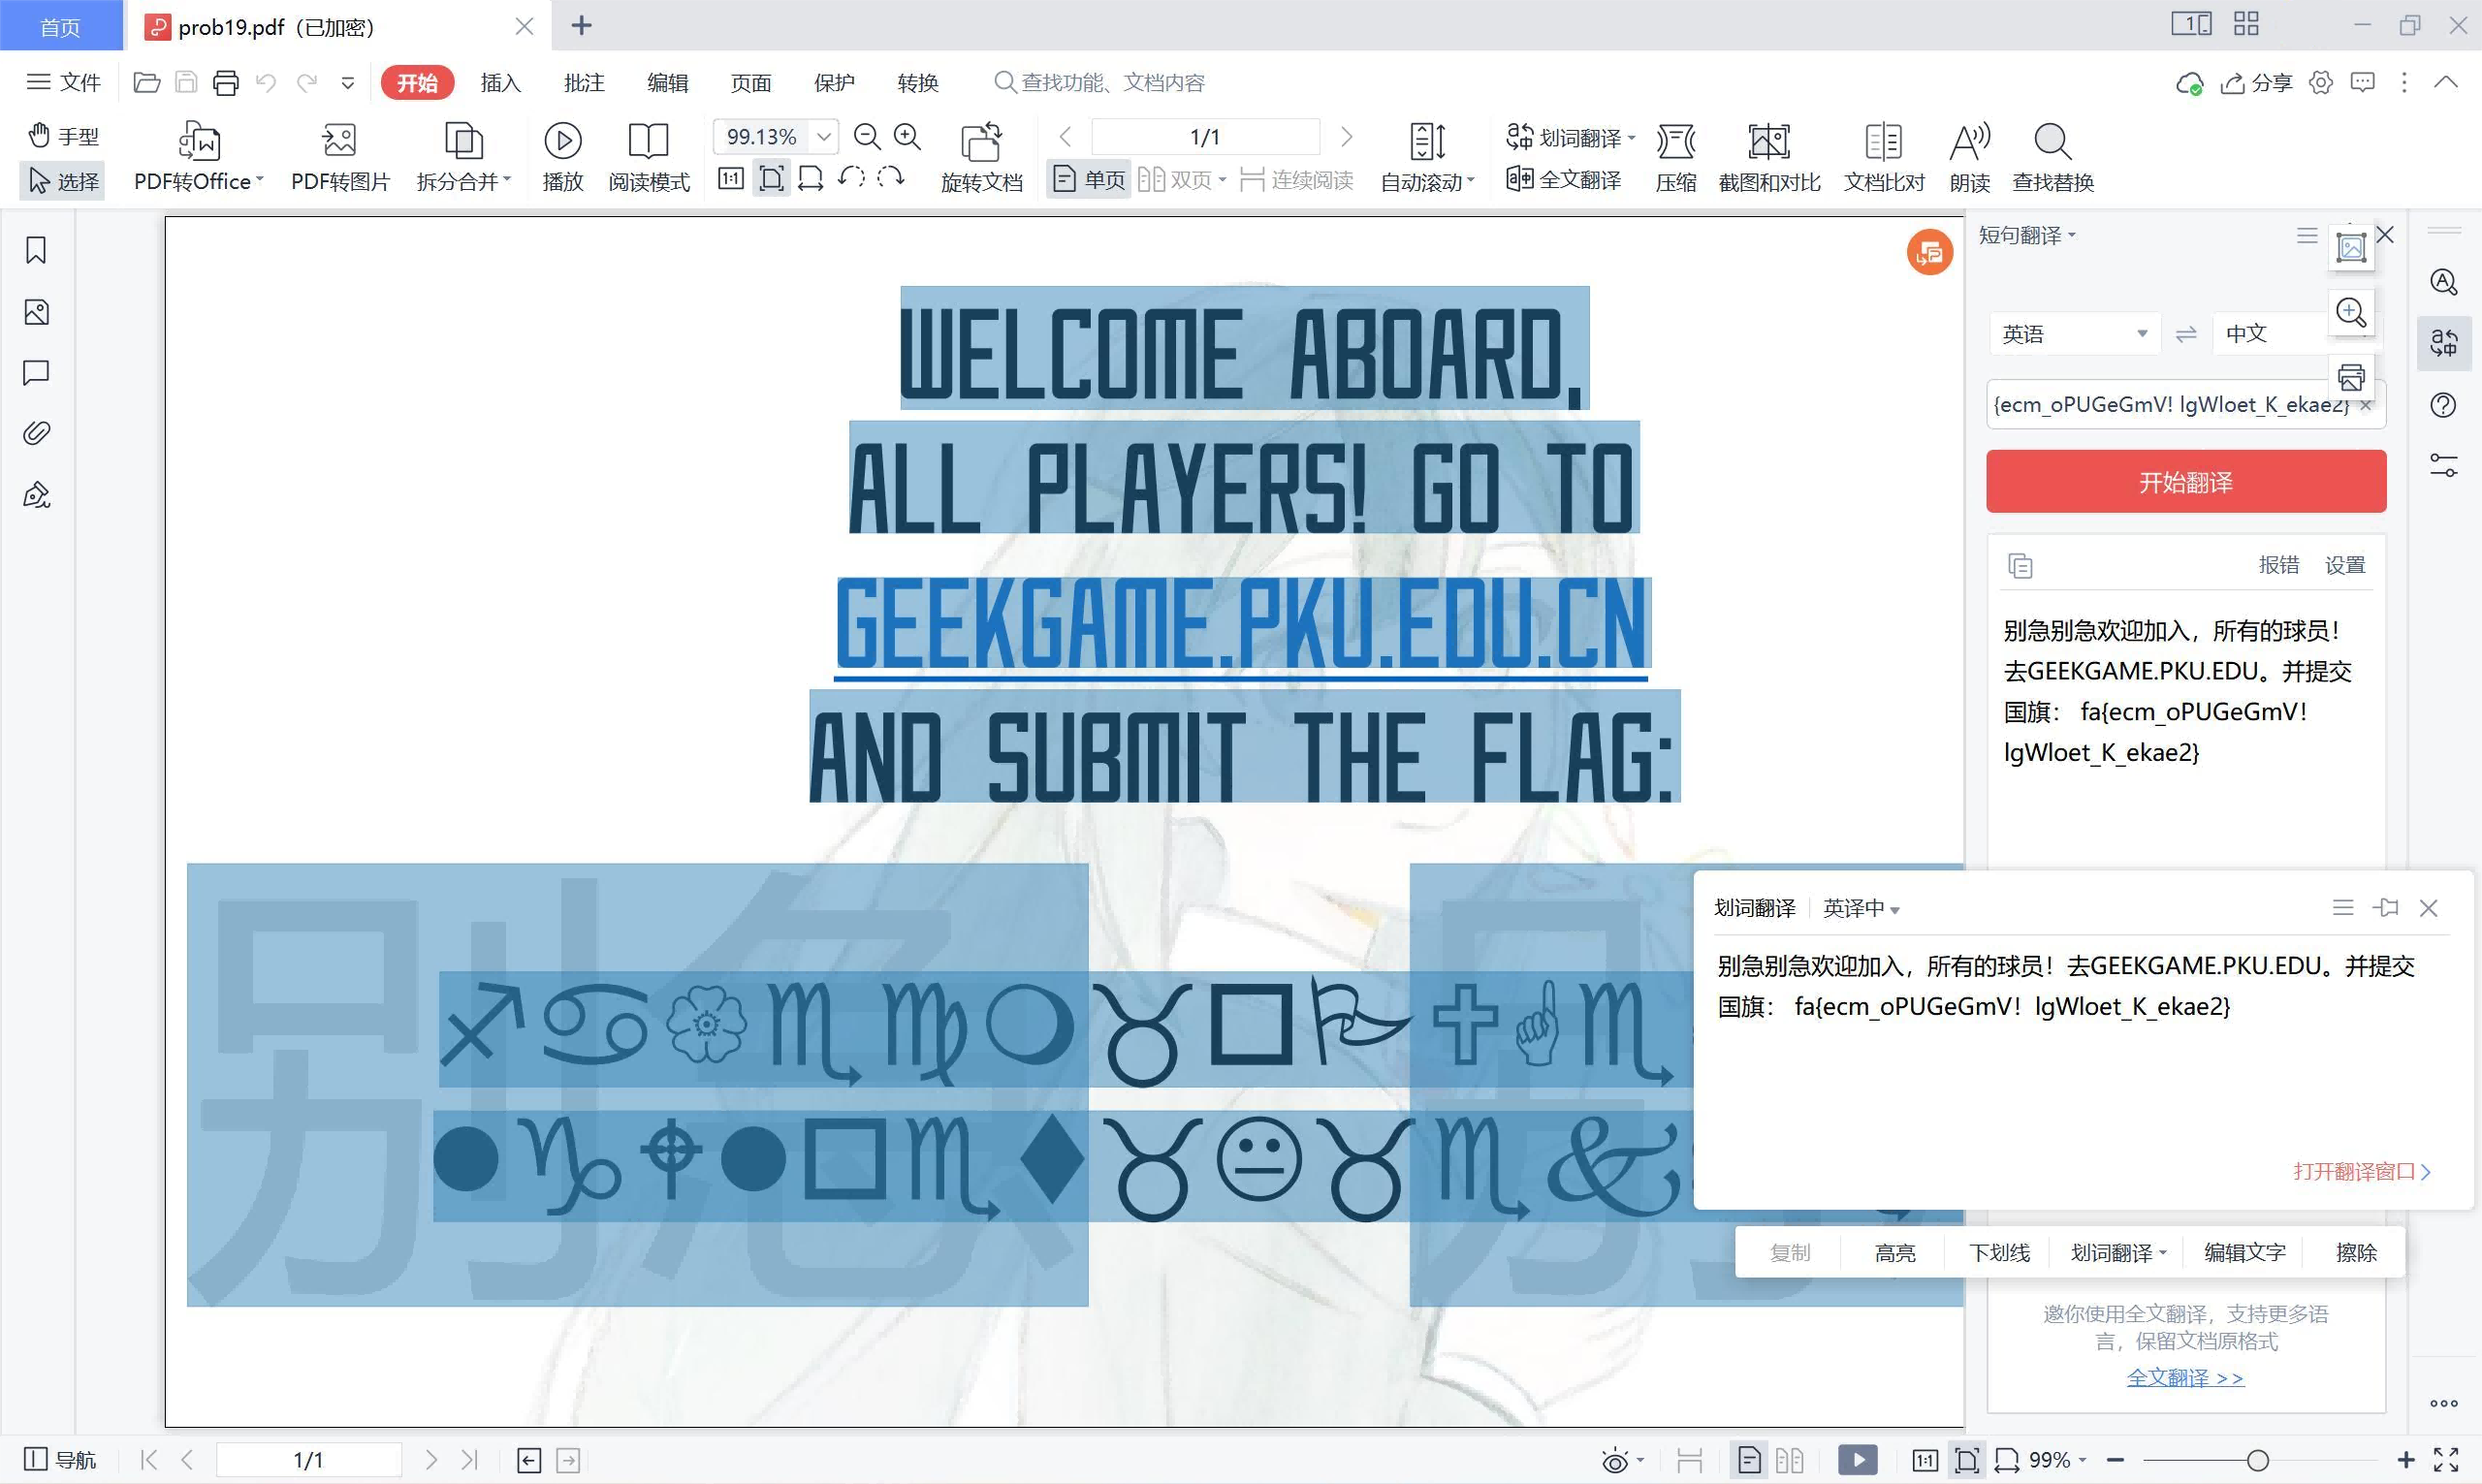 首页
prob19.pdf（已加密）
文件
开始 插入 批注 编辑 页面 保护 转换 查找功能、文档内容
分享
手型
选择
PDF转Office PDF转图片 拆分合并 播放 阅读模式
99.13%
旋转文档
1/1
单页 双页 连续阅读
自动滚动
划词翻译
全文翻译
压缩 截图和对比 文档比对 朗读 查找替换
WELCOME ABOARD,
ALL PLAYERS! GO TO
GEEKGAME.PKU.EDU.CN
AND SUBMIT THE FLAG:
别急
别
短句翻译
英语 中文
{ecm_oPUGeGmV! lgWloet_K_ekae2}
开始翻译
报错 设置
别急别急欢迎加入，所有的球员！
去GEEKGAME.PKU.EDU。并提交
国旗： fa{ecm_oPUGeGmV！
lgWloet_K_ekae2}
划词翻译 英译中
别急别急欢迎加入，所有的球员！去GEEKGAME.PKU.EDU。并提交
国旗： fa{ecm_oPUGeGmV！lgWloet_K_ekae2}
打开翻译窗口
复制 高亮 下划线 划词翻译 编辑文字 擦除
邀你使用全文翻译，支持更多语
言，保留文档原格式
全文翻译 >>
导航
1/1
99%